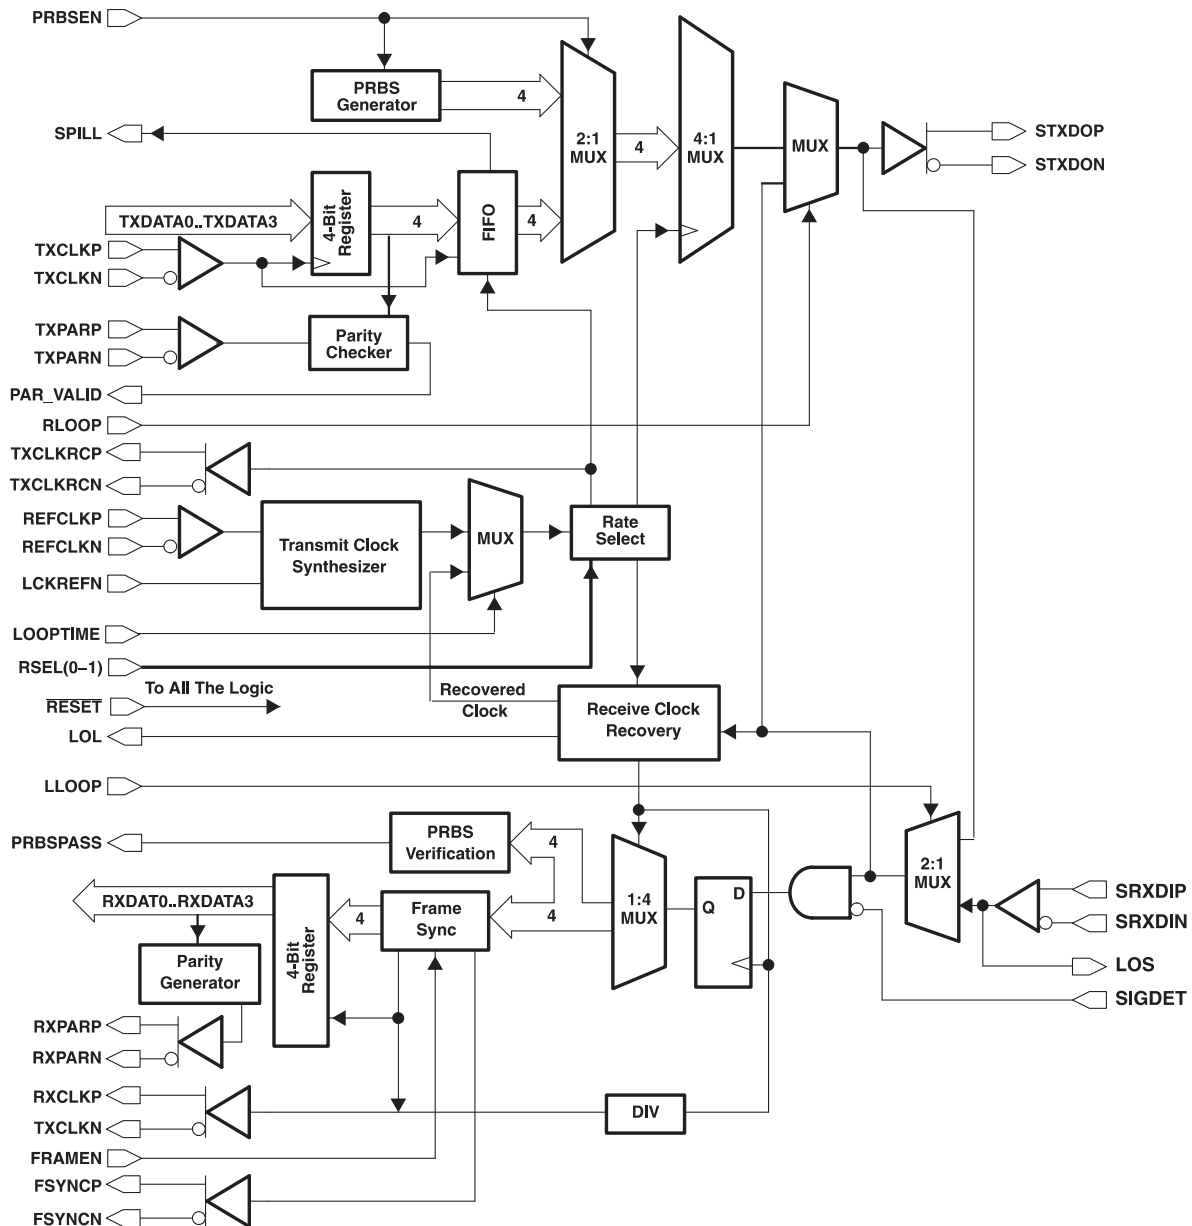 PRBSEN
PRBS
Generator
4
2:1
MUX
4
4:1
MUX
MUX
STXDOP
STXDON
SPILL
TXDATA0..TXDATA3
4-Bit
Register
4
FIFO
4
TXCLKP
TXCLKN
TXPARP
TXPARN
Parity
Checker
PAR_VALID
RLOOP
TXCLKRCP
TXCLKRCN
REFCLKP
REFCLKN
LCKREFN
Transmit Clock
Synthesizer
MUX
Rate
Select
LOOPTIME
RSEL(0–1)
RESET
To All The Logic
Recovered
Clock
Receive Clock
Recovery
LOL
LLOOP
PRBSPASS
PRBS
Verification
4
4
1:4
MUX
Q
D
2:1
MUX
SRXDIP
SRXDIN
LOS
SIGDET
RXDAT0..RXDATA3
4-Bit
Register
4
Frame
Sync
Parity
Generator
RXPARP
RXPARN
RXCLKP
TXCLKN
DIV
FRAMEN
FSYNCP
FSYNCN